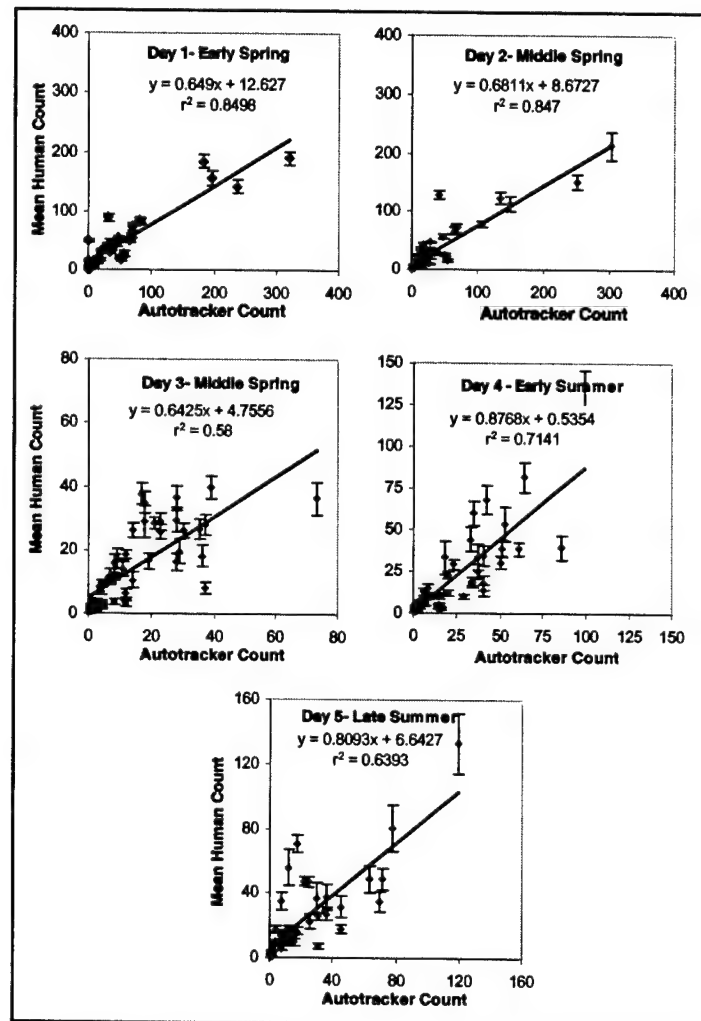 Day 1- Early Spring
y = 0.649x + 12.627
r² = 0.8498
400
300
200
100
0
Mean Human Count
0 100 200 300 400
Autotracker Count
Day 2- Middle Spring
y = 0.6811x + 8.6727
r² = 0.847
400
300
200
100
0
0 100 200 300 400
Autotracker Count
Day 3- Middle Spring
y = 0.6425x + 4.7556
r² = 0.58
80
60
40
20
0
Mean Human Count
0 20 40 60 80
Autotracker Count
Day 4 - Early Summer
y = 0.8768x + 0.5354
r² = 0.7141
150
125
100
75
50
25
0
0 25 50 75 100 125 150
Autotracker Count
Day 5- Late Summer
y = 0.8093x + 6.6427
r² = 0.6393
160
120
80
40
0
Mean Human Count
0 40 80 120 160
Autotracker Count